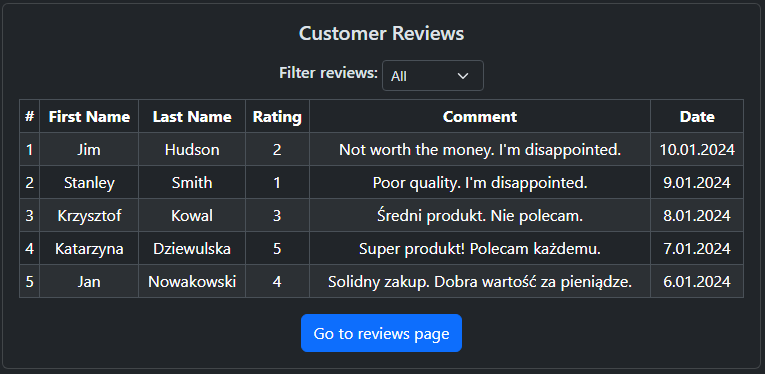 Customer Reviews
Filter reviews: All
# First Name Last Name Rating Comment Date
1 Jim Hudson 2 Not worth the money. I'm disappointed. 10.01.2024
2 Stanley Smith 1 Poor quality. I'm disappointed. 9.01.2024
3 Krzysztof Kowal 3 Średni produkt. Nie polecam. 8.01.2024
4 Katarzyna Dziewulska 5 Super produkt! Polecam każdemu. 7.01.2024
5 Jan Nowakowski 4 Solidny zakup. Dobra wartość za pieniądze. 6.01.2024
Go to reviews page